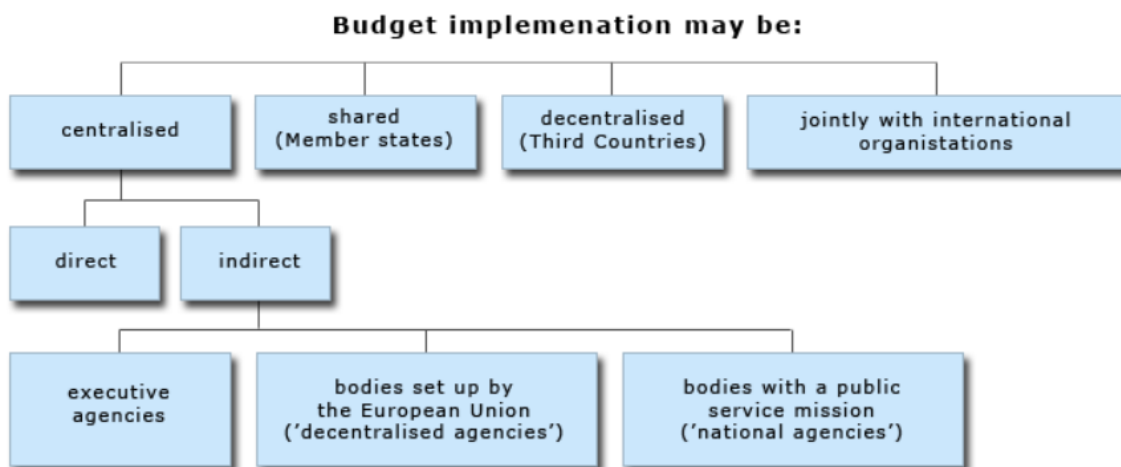 Budget implemenation may be:
centralised
shared
(Member states)
decentralised
(Third Countries)
jointly with international
organistations
direct
indirect
executive
agencies
bodies set up by
the European Union
('decentralised agencies')
bodies with a public
service mission
('national agencies')